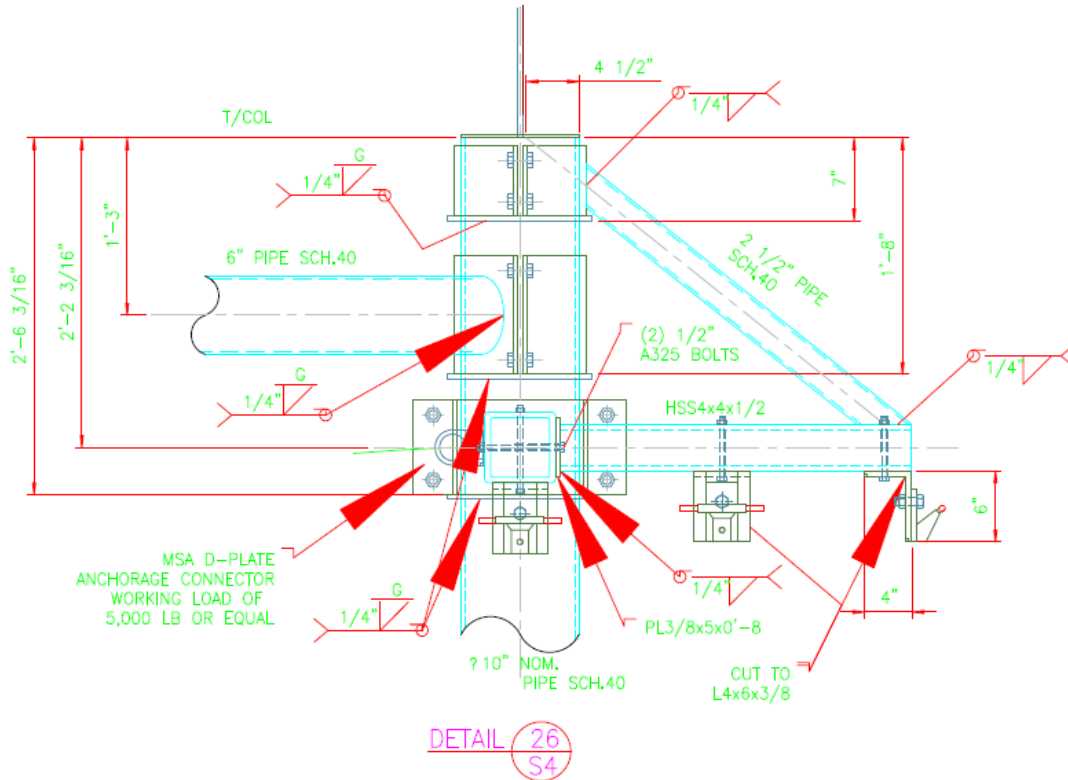 4 1/2"
1/4"
T/COL
G
1/4"
7"
1'-3"
6" PIPE SCH.40
2 1/2" PIPE
SCH.40
1'-8"
2'-6 3/16"
2'-2 3/16"
(2) 1/2"
A325 BOLTS
1/4"
G
1/4"
HSS4x4x1/2
6"
MSA D-PLATE
ANCHORAGE CONNECTOR
WORKING LOAD OF
5,000 LB OR EQUAL
G
1/4"
1/4"
4"
PL3/8x5x0'-8
?10" NOM.
PIPE SCH.40
CUT TO
L4x6x3/8
DETAIL 26
S4